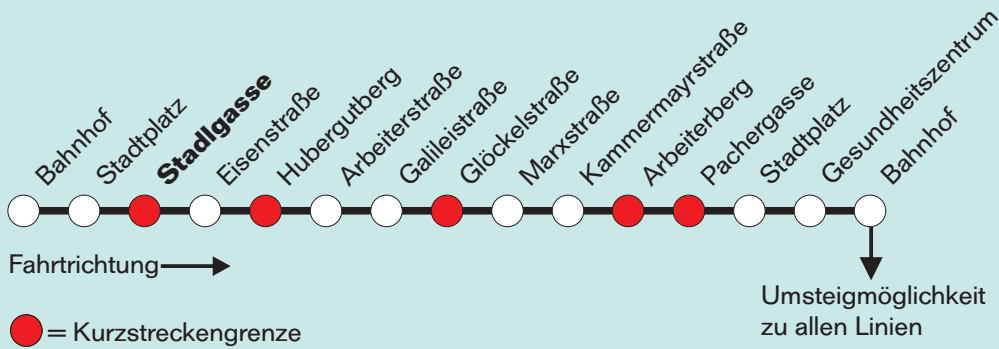 Bahnhof
Stadtplatz
Stadlgasse
Eisenstraße
Hubergutberg
Arbeiterstraße
Galileistraße
Glöckelstraße
Marxstraße
Kammermayrstraße
Arbeiterberg
Pachergasse
Stadtplatz
Gesundheitszentrum
Bahnhof
Fahrtrichtung
Umsteigmöglichkeit
zu allen Linien
= Kurzstreckengrenze